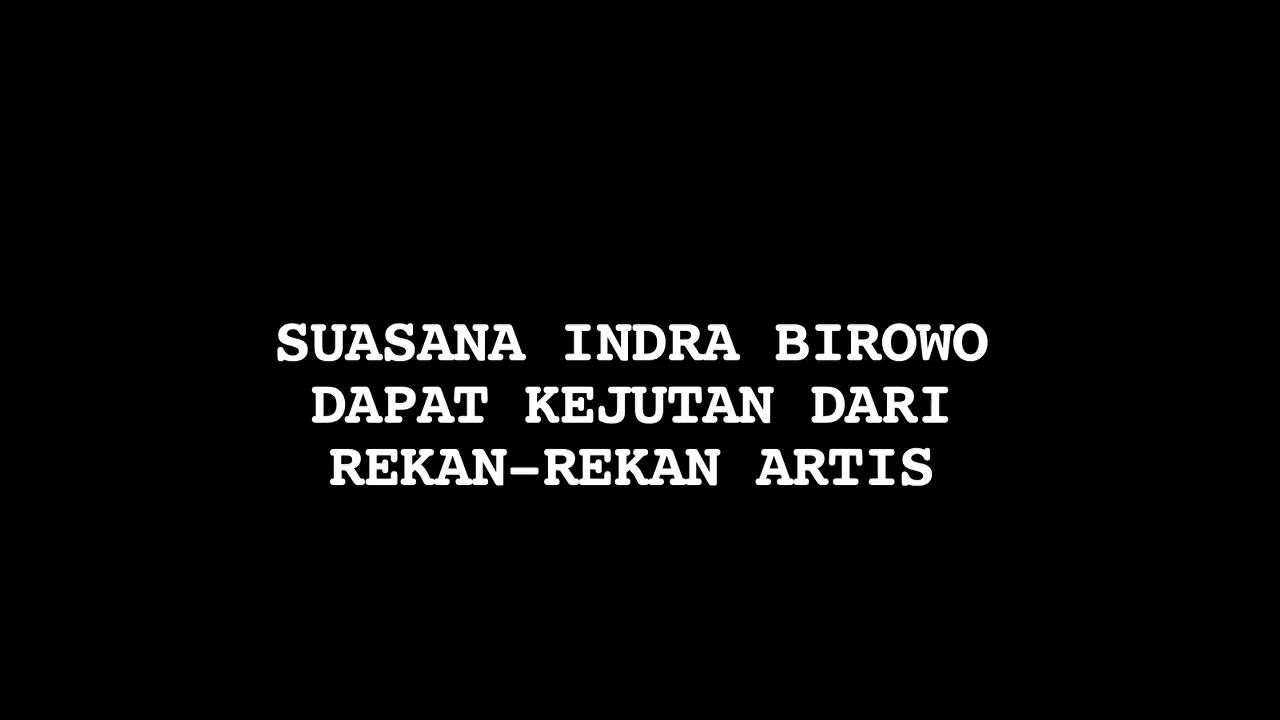 SUASANA INDRA BIROWO
DAPAT KEJUTAN DARI
REKAN-REKAN ARTIS